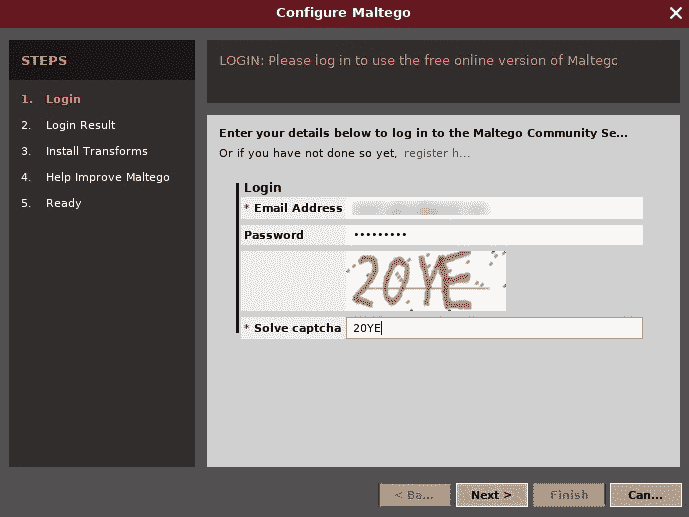 Configure Maltego
STEPS
1. Login
2. Login Result
3. Install Transforms
4. Help Improve Maltego
5. Ready
LOGIN: Please log in to use the free online version of Maltego
Enter your details below to log in to the Maltego Community Se...
Or if you have not done so yet, register h...
Login
* Email Address
Password •••••••••
20YE
* Solve captcha 20YE
< Ba... Next > Finish Can...